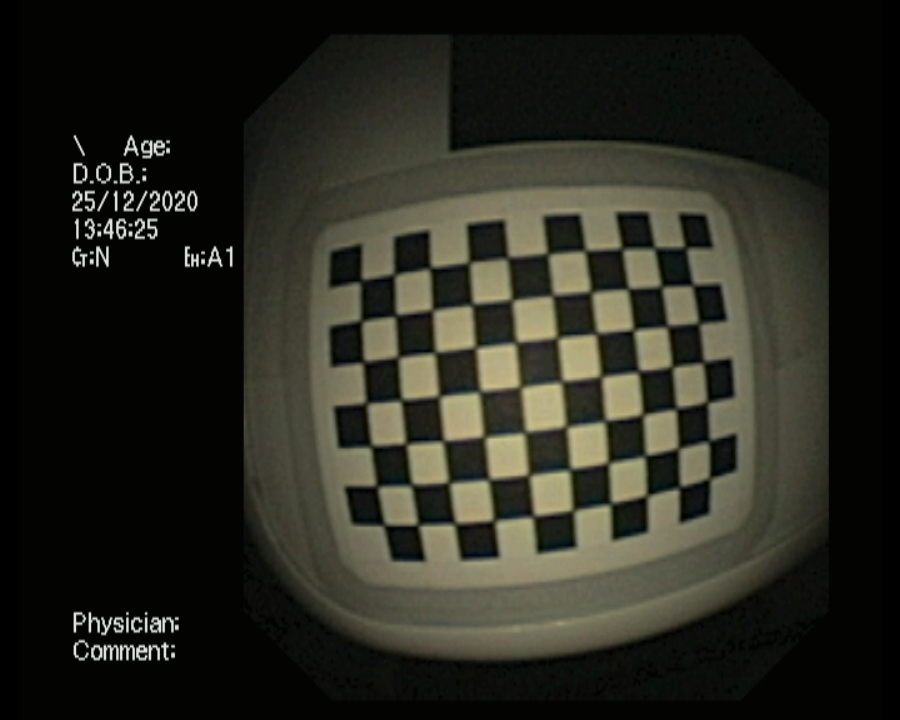 \ Age:
D.O.B.:
25/12/2020
13:46:25
Cr:N EH:A1
Physician:
Comment: